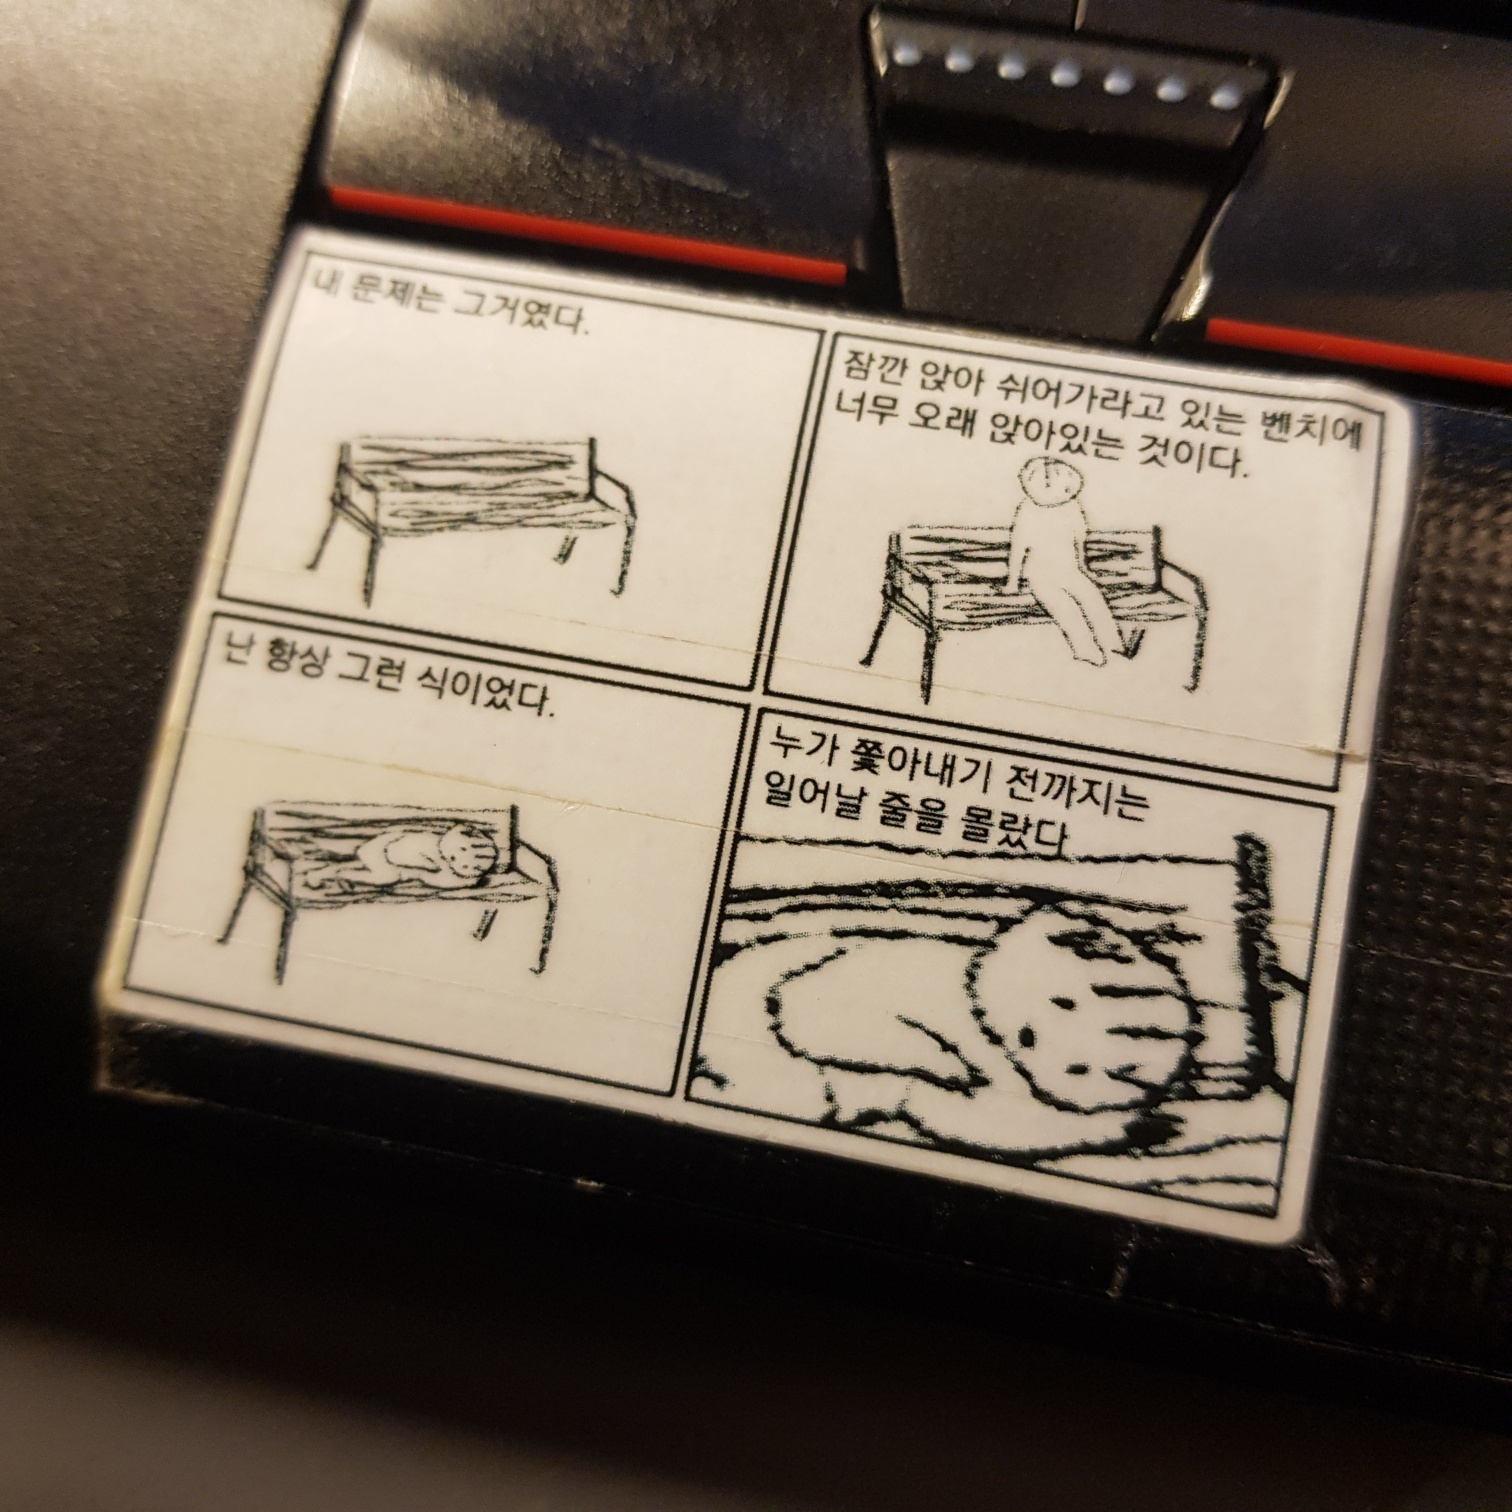 내 문제는 그거였다.
잠깐 앉아 쉬어가라고 있는 벤치에
너무 오래 앉아있는 것이다.
난 항상 그런 식이었다.
누가 쫓아내기 전까지는
일어날 줄을 몰랐다